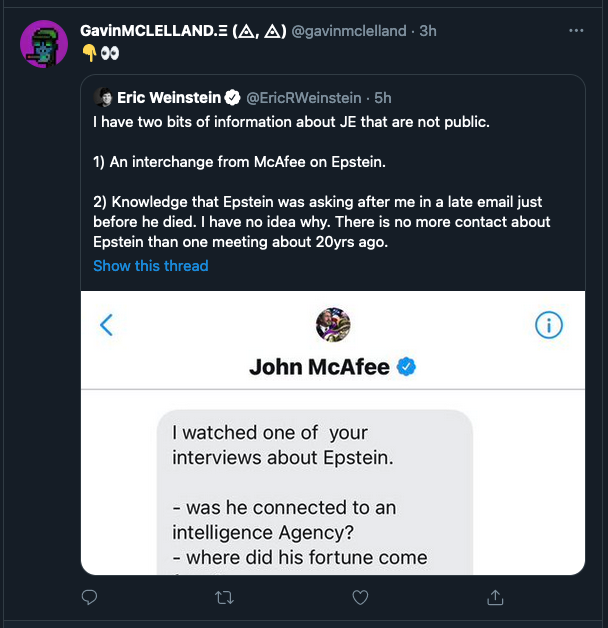 GavinMCLELLAND.Ξ (⟁, ⟁) @gavinmclelland · 3h
👇👀
Eric Weinstein @EricRWeinstein · 5h
I have two bits of information about JE that are not public.
1) An interchange from McAfee on Epstein.
2) Knowledge that Epstein was asking after me in a late email just
before he died. I have no idea why. There is no more contact about
Epstein than one meeting about 20yrs ago.
Show this thread
John McAfee
I watched one of your
interviews about Epstein.
- was he connected to an
intelligence Agency?
- where did his fortune come